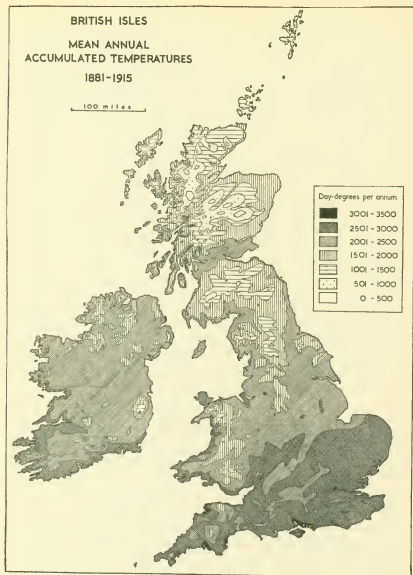 BRITISH ISLES
MEAN ANNUAL
ACCUMULATED TEMPERATURES
1881-1915
100 miles
Day-degrees per annum
3001 - 3500
2501 - 3000
2001 - 2500
1501 - 2000
1001 - 1500
501 - 1000
0 - 500